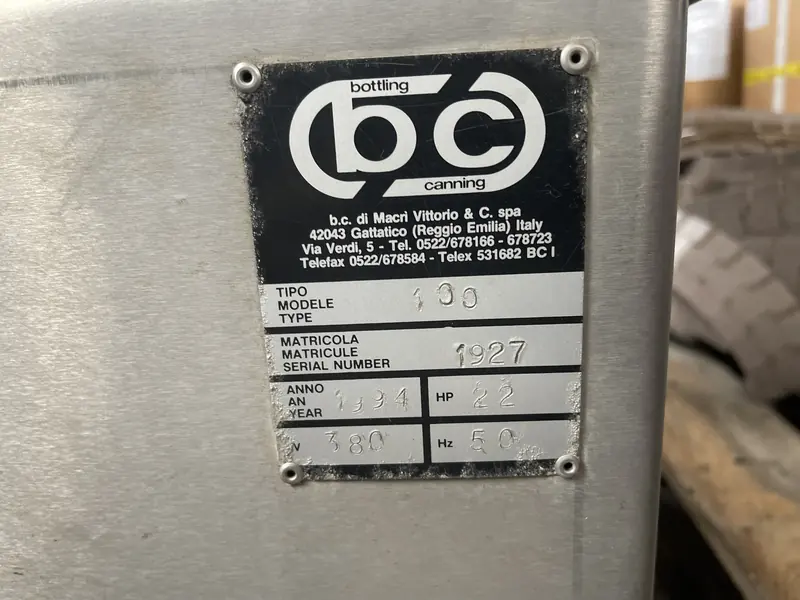 bottling
bc
canning
b.c. di Macrì Vittorio & C. spa
42043 Gattatico (Reggio Emilia) Italy
Via Verdi, 5 - Tel. 0522/678166 - 678723
Telefax 0522/678584 - Telex 531682 BC I
TIPO
MODELE 100
TYPE
MATRICOLA
MATRICULE 1927
SERIAL NUMBER
ANNO
AN 1994 HP 22
YEAR
V 380 Hz 50